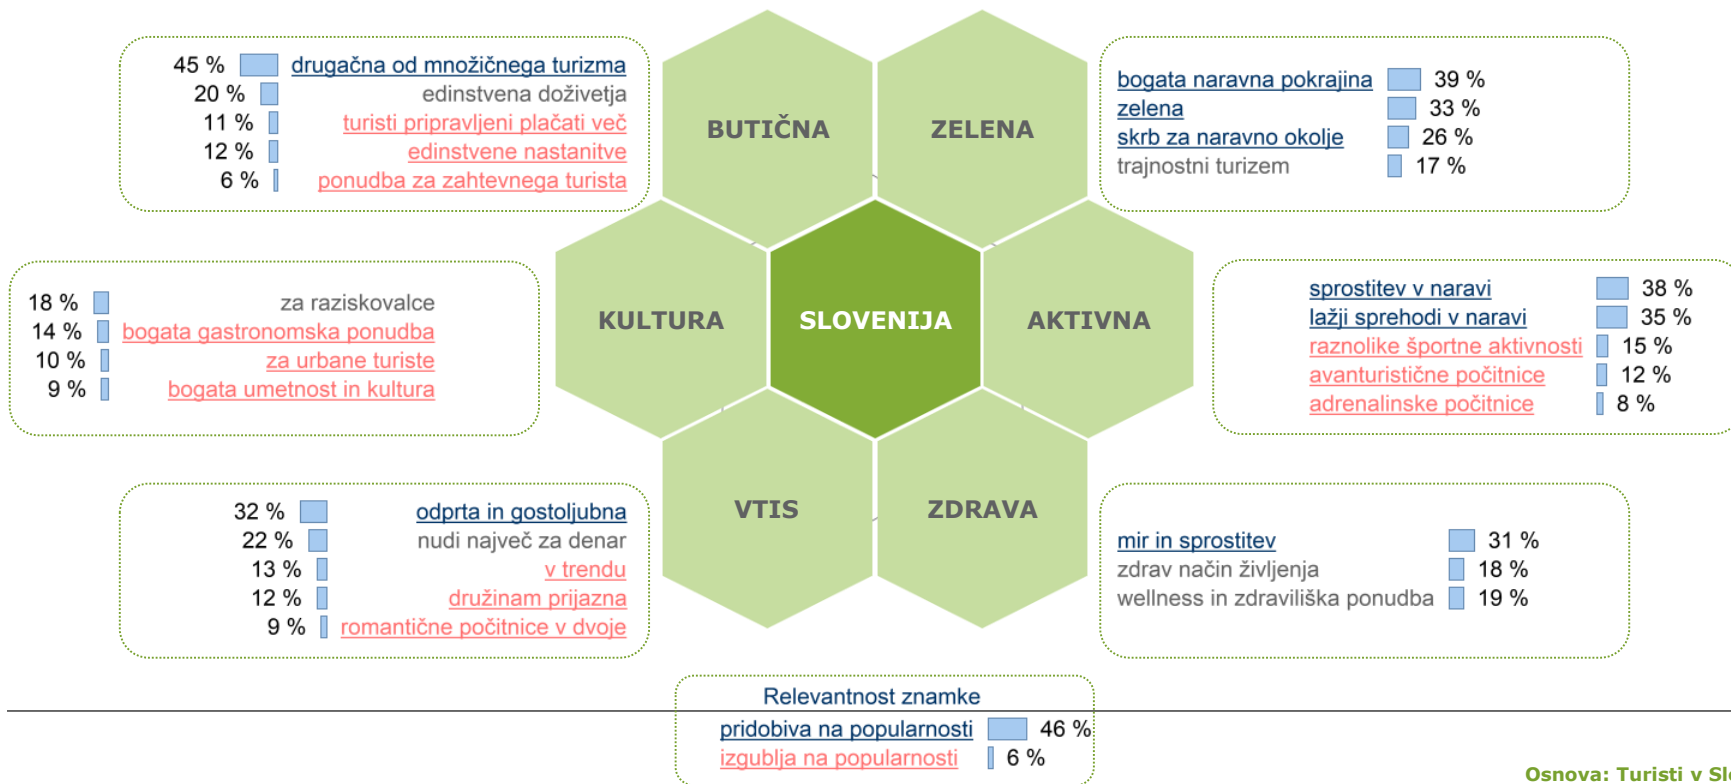 45 % drugačna od množičnega turizma
20 % edinstvena doživetja
11 % turisti pripravljeni plačati več
12 % edinstvene nastanitve
6 % ponudba za zahtevnega turista
BUTIČNA
ZELENA
bogata naravna pokrajina 39 %
zelena 33 %
skrb za naravno okolje 26 %
trajnostni turizem 17 %
18 % za raziskovalce
14 % bogata gastronomska ponudba
10 % za urbane turiste
9 % bogata umetnost in kultura
KULTURA
SLOVENIJA
AKTIVNA
sprostitev v naravi 38 %
lažji sprehodi v naravi 35 %
raznolike športne aktivnosti 15 %
avanturistične počitnice 12 %
adrenalinske počitnice 8 %
32 % odprta in gostoljubna
22 % nudi največ za denar
13 % v trendu
12 % družinam prijazna
9 % romantične počitnice v dvoje
VTIS
ZDRAVA
mir in sprostitev 31 %
zdrav način življenja 18 %
wellness in zdraviliška ponudba 19 %
Relevantnost znamke
pridobiva na popularnosti 46 %
izgublja na popularnosti 6 %
Osnova: Turisti v